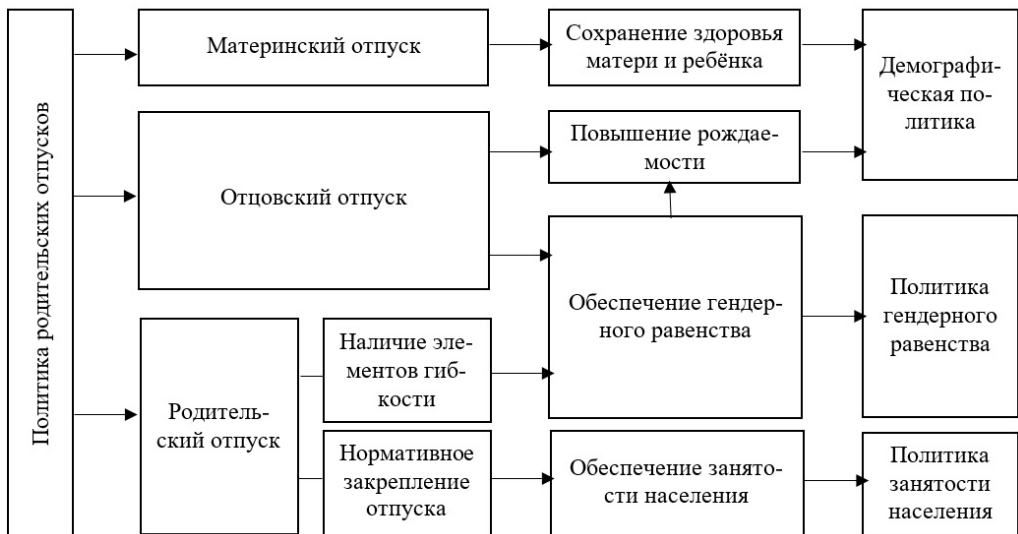 Политика родительских отпусков
Материнский отпуск
Сохранение здоровья
матери и ребёнка
Демографи-
ческая по-
литика
Отцовский отпуск
Повышение рождае-
мости
Обеспечение гендер-
ного равенства
Политика
гендерного
равенства
Родитель-
ский отпуск
Наличие эле-
ментов гиб-
кости
Нормативное
закрепление
отпуска
Обеспечение занято-
сти населения
Политика
занятости
населения